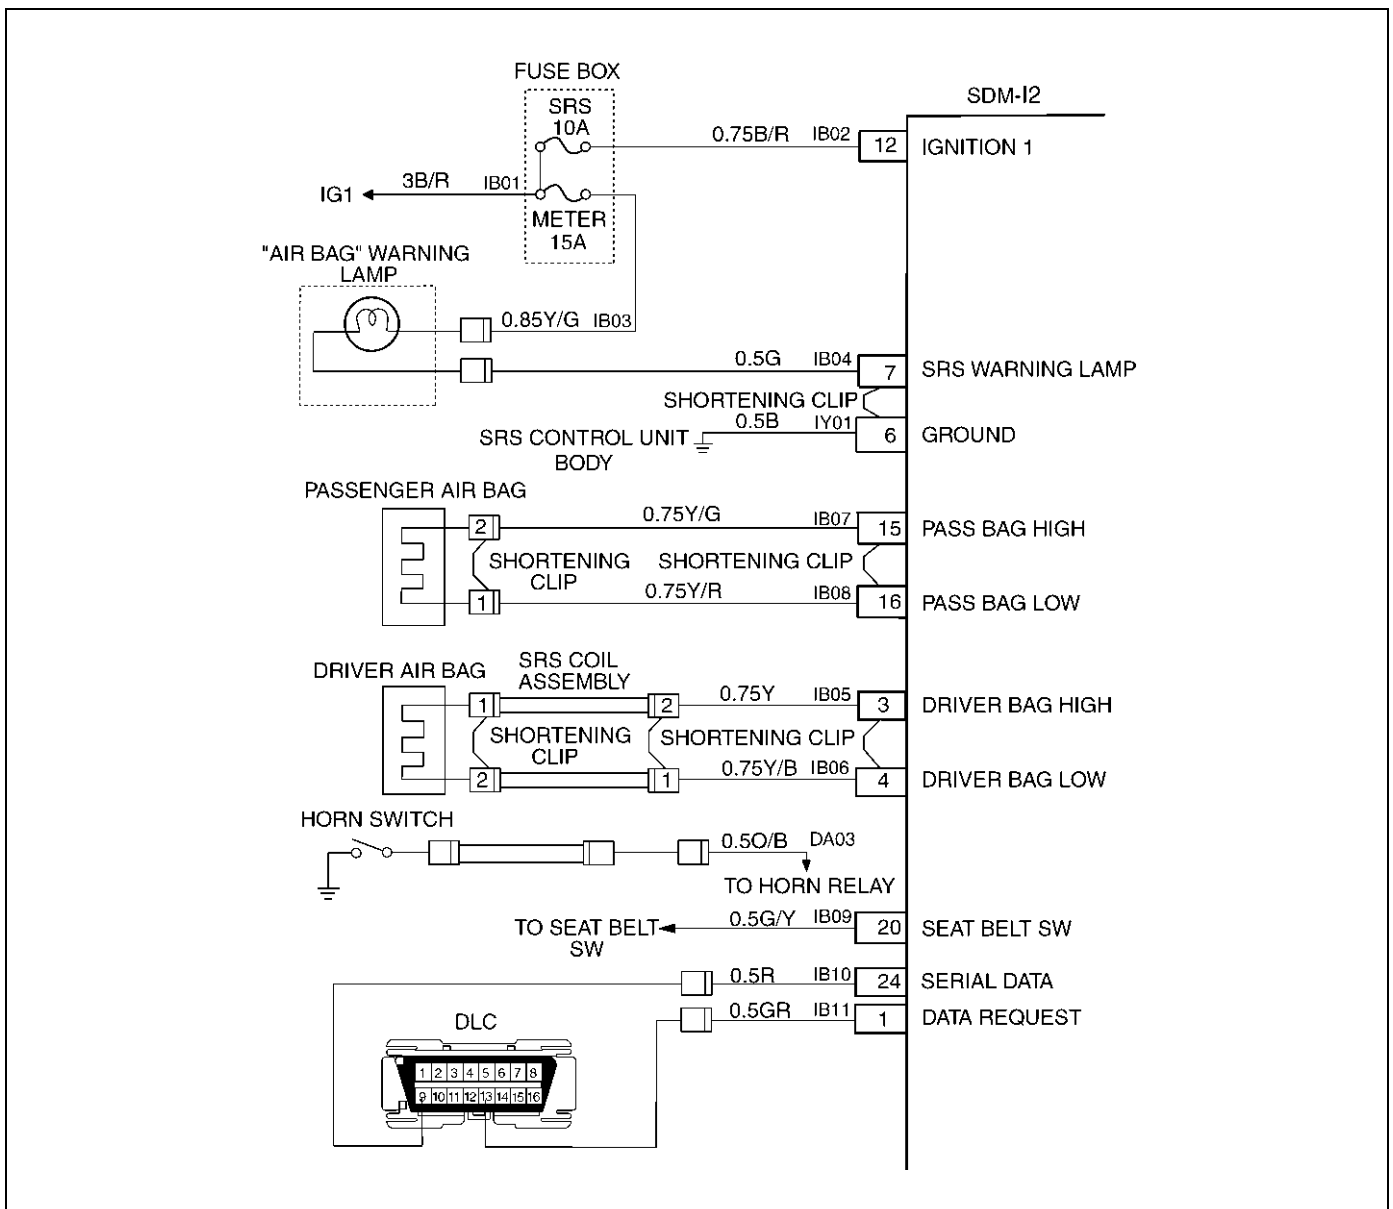 FUSE BOX
SRS
10A
SDM-I2
0.75B/R IB02 12 IGNITION 1
IG1 3B/R IB01
METER
15A
"AIR BAG" WARNING
LAMP
0.85Y/G IB03
0.5G IB04 7 SRS WARNING LAMP
SHORTENING CLIP
0.5B IY01 6 GROUND
SRS CONTROL UNIT
BODY
PASSENGER AIR BAG
2 0.75Y/G IB07 15 PASS BAG HIGH
SHORTENING
CLIP
SHORTENING CLIP
1 0.75Y/R IB08 16 PASS BAG LOW
DRIVER AIR BAG
SRS COIL
ASSEMBLY
1 2 0.75Y IB05 3 DRIVER BAG HIGH
SHORTENING
CLIP
SHORTENING CLIP
2 1 0.75Y/B IB06 4 DRIVER BAG LOW
HORN SWITCH
0.5O/B DA03
TO HORN RELAY
TO SEAT BELT
SW
0.5G/Y IB09 20 SEAT BELT SW
0.5R IB10 24 SERIAL DATA
0.5GR IB11 1 DATA REQUEST
DLC
1 2 3 4 5 6 7 8
9 10 11 12 13 14 15 16